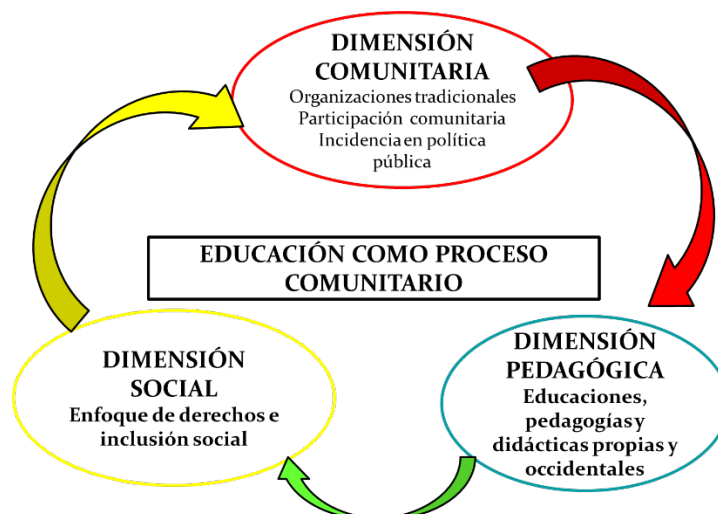 DIMENSIÓN
COMUNITARIA
Organizaciones tradicionales
Participación comunitaria
Incidencia en política
pública
EDUCACIÓN COMO PROCESO
COMUNITARIO
DIMENSIÓN
SOCIAL
Enfoque de derechos e
inclusión social
DIMENSIÓN
PEDAGÓGICA
Educaciones,
pedagogías y
didácticas propias y
occidentales